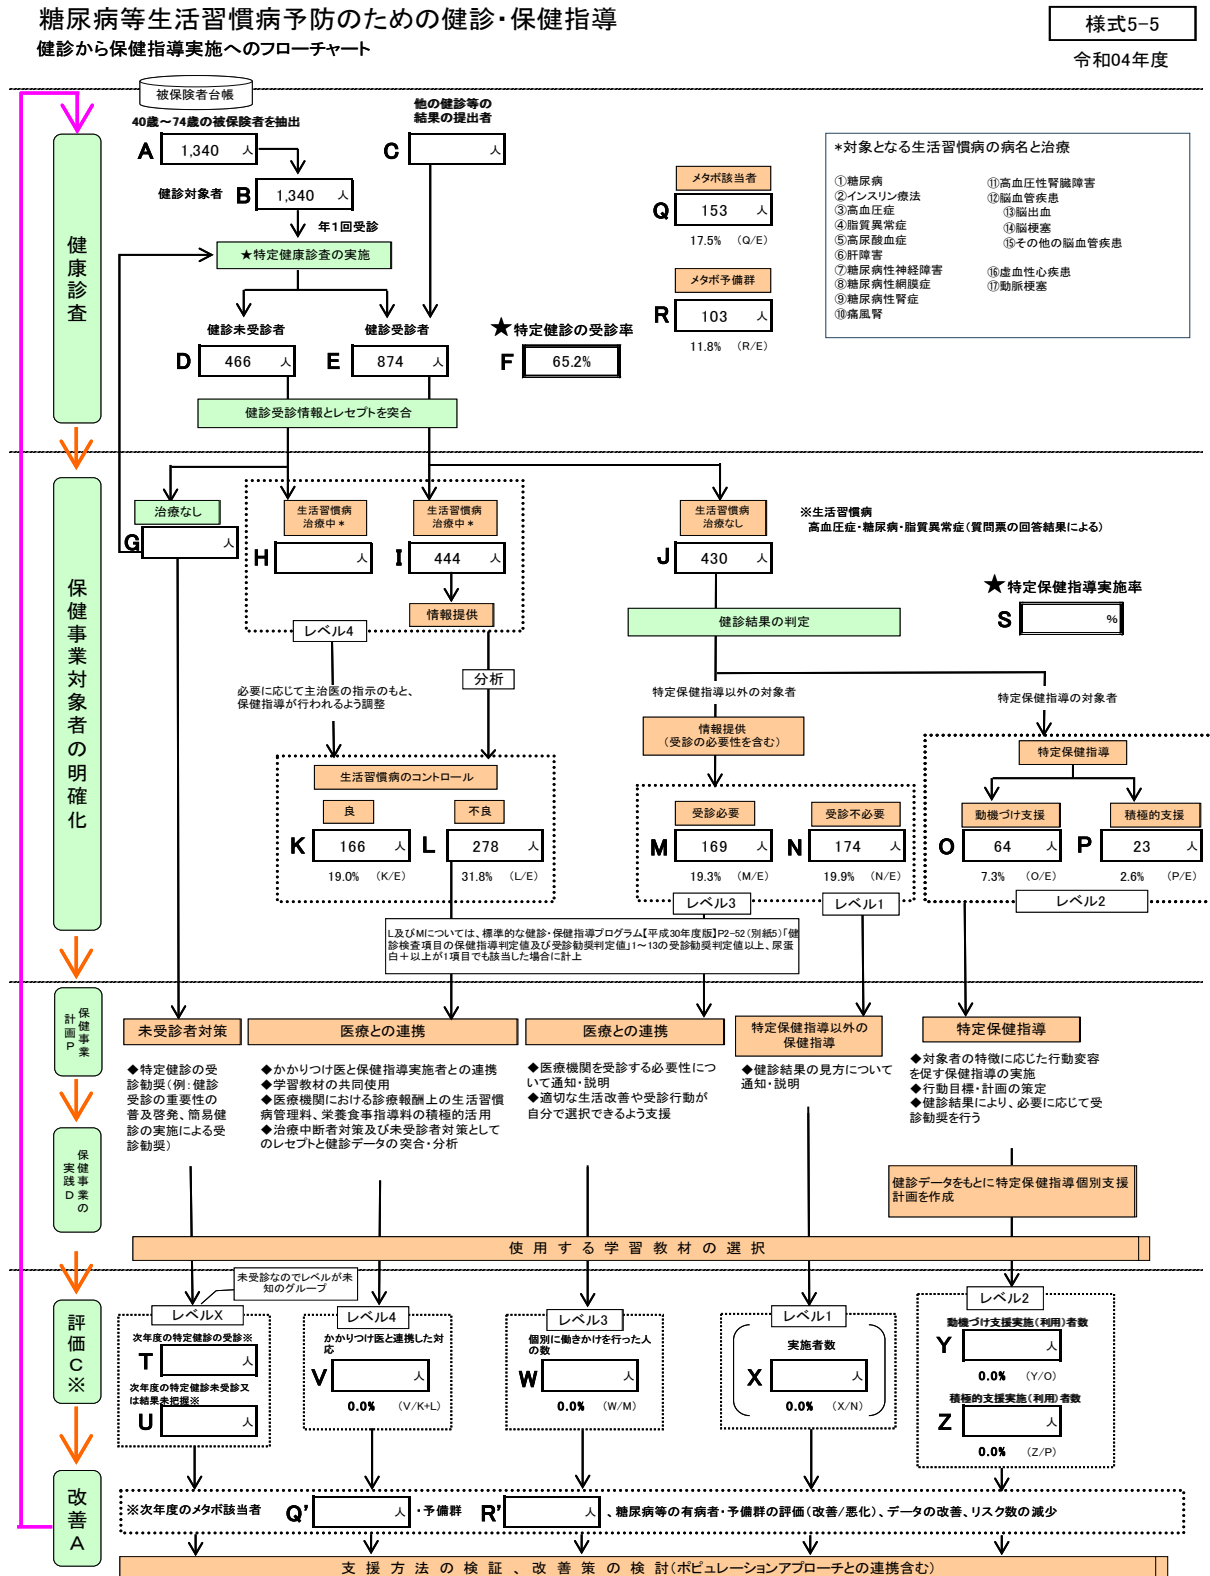 糖尿病等生活習慣病予防のための健診・保健指導
様式5-5
健診から保健指導実施へのフローチャート
令和04年度
被保険者台帳
40歳～74歳の被保険者を抽出
A 1,340 人
他の健診等の
結果の提出者
C 人
健診対象者 B 1,340 人
年1回受診
★特定健康診査の実施
健診未受診者
D 466 人
健診受診者
E 874 人
★特定健診の受診率
F 65.2%
健診受診情報とレセプトを突合
メタボ該当者
Q 153 人
17.5% (Q/E)
メタボ予備群
R 103 人
11.8% (R/E)
*対象となる生活習慣病の病名と治療
①糖尿病
②インスリン療法
③高血圧症
④脂質異常症
⑤高尿酸血症
⑥肝障害
⑦糖尿病性神経障害
⑧糖尿病性網膜症
⑨糖尿病性腎症
⑩痛風腎
⑪高血圧性腎臓障害
⑫脳血管疾患
⑬脳出血
⑭脳梗塞
⑮その他の脳血管疾患
⑯虚血性心疾患
⑰動脈梗塞
健康診査
保健事業対象者の明確化
治療なし
G 人
生活習慣病
治療中*
H 人
生活習慣病
治療中*
I 444 人
情報提供
レベル4
生活習慣病
治療なし
J 430 人
※生活習慣病
高血圧症・糖尿病・脂質異常症(質問票の回答結果による)
★特定保健指導実施率
S %
健診結果の判定
分析
必要に応じて主治医の指示のもと、
保健指導が行われるよう調整
特定保健指導以外の対象者
特定保健指導の対象者
情報提供
(受診の必要性を含む)
生活習慣病のコントロール
良
K 166 人
19.0% (K/E)
不良
L 278 人
31.8% (L/E)
受診必要
M 169 人
19.3% (M/E)
レベル3
受診不必要
N 174 人
19.9% (N/E)
レベル1
特定保健指導
動機づけ支援
O 64 人
7.3% (O/E)
積極的支援
P 23 人
2.6% (P/E)
レベル2
L及びMについては、標準的な健診・保健指導プログラム【平成30年度版】P2-52(別紙5)「健
診検査項目の保健指導判定値及び受診勧奨判定値」1～13の受診勧奨判定値以上、尿蛋
白＋以上が1項目でも該当した場合に計上
保健事業
計画P
未受診者対策
◆特定健診の受
診勧奨(例:健診
受診の重要性の
普及啓発、簡易健
診の実施による受
診勧奨)
医療との連携
◆かかりつけ医と保健指導実施者との連携
◆学習教材の共同使用
◆医療機関における診療報酬上の生活習慣
病管理料、栄養食事指導料の積極的活用
◆治療中断者対策及び未受診者対策として
のレセプトと健診データの突合・分析
医療との連携
◆医療機関を受診する必要性につ
いて通知・説明
◆適切な生活改善や受診行動が
自分で選択できるよう支援
特定保健指導以外の
保健指導
◆健診結果の見方について
通知・説明
特定保健指導
◆対象者の特徴に応じた行動変容
を促す保健指導の実施
◆行動目標・計画の策定
◆健診結果により、必要に応じて受
診勧奨を行う
保健事業の
実践D
健診データをもとに特定保健指導個別支援
計画を作成
使用する学習教材の選択
評価C※
未受診なのでレベルが未
知のグループ
レベルX
次年度の特定健診の受診※
T 人
次年度の特定健診未受診又
は結果未把握※
U 人
レベル4
かかりつけ医と連携した対
応
V 人
0.0% (V/K+L)
レベル3
個別に働きかけを行った人
の数
W 人
0.0% (W/M)
レベル1
実施者数
X 人
0.0% (X/N)
レベル2
動機づけ支援実施(利用)者数
Y 人
0.0% (Y/O)
積極的支援実施(利用)者数
Z 人
0.0% (Z/P)
改善A
※次年度のメタボ該当者 Q' 人 ・予備群 R' 人 、糖尿病等の有病者・予備群の評価(改善/悪化)、データの改善、リスク数の減少
支援方法の検証、改善策の検討(ポピュレーションアプローチとの連携含む)